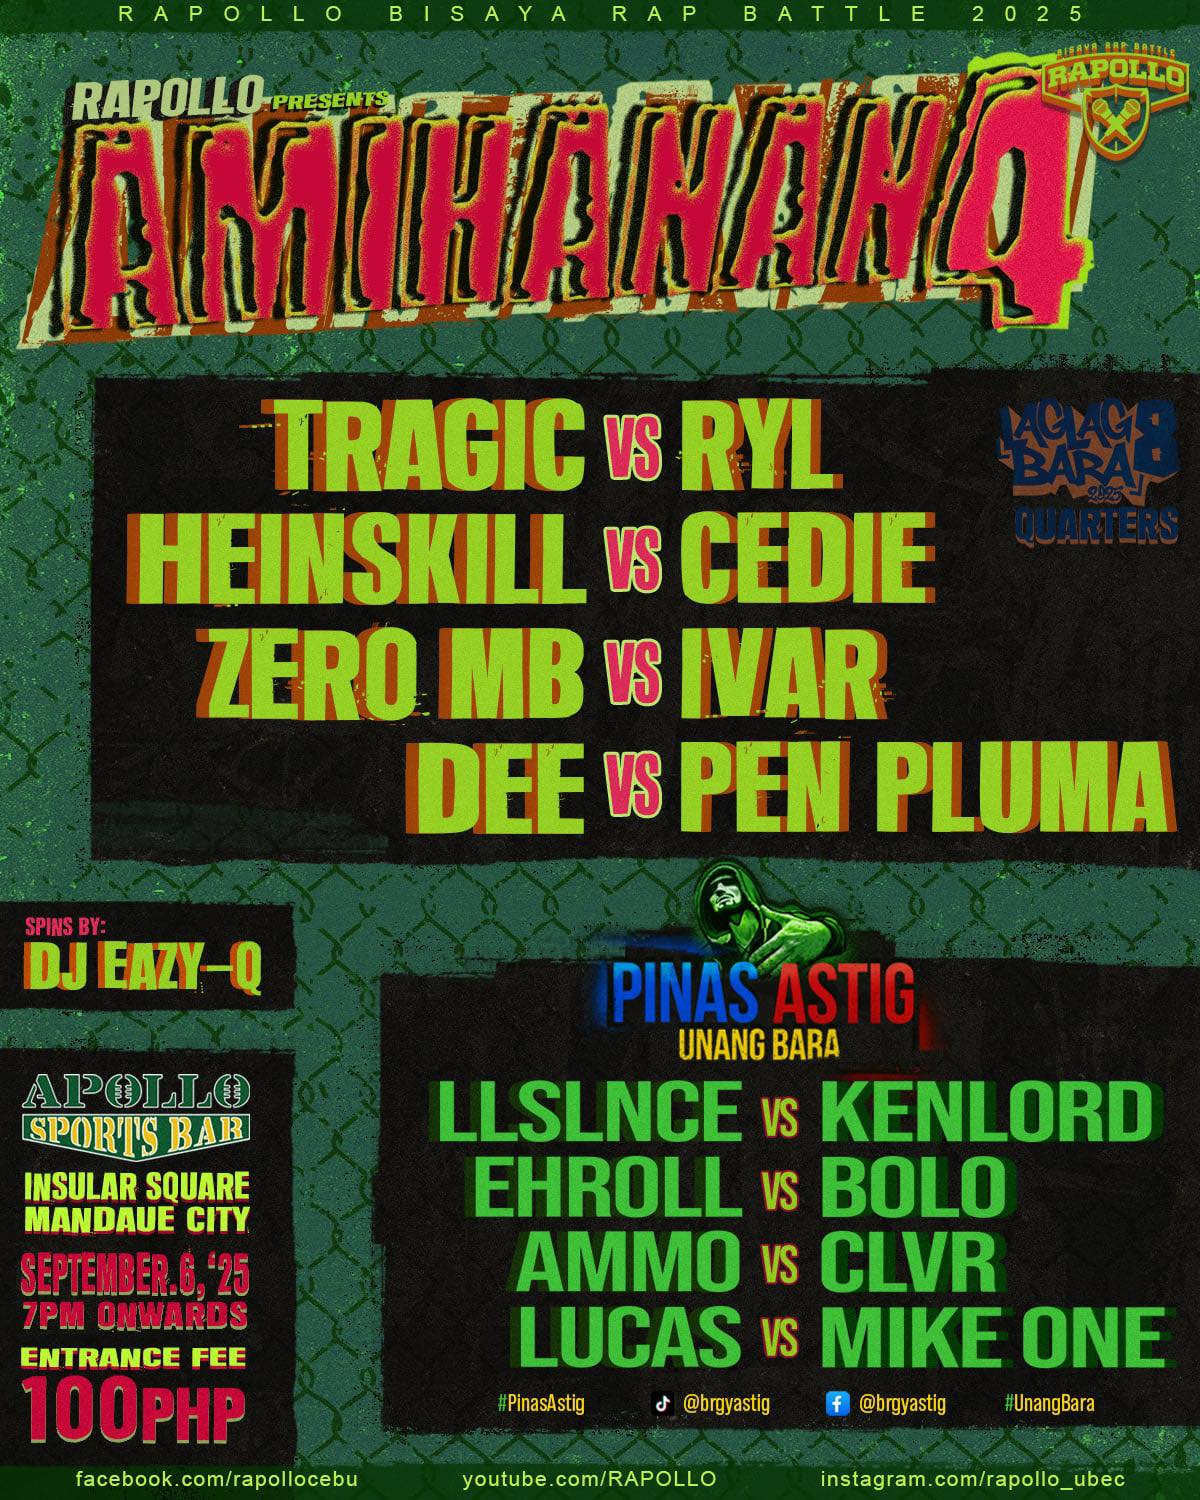 RAPOLLO BISAYA RAP BATTLE 2025
BISAYA RAP BATTLE
RAPOLLO
RAPOLLO PRESENTS
AMIHANAN 4
TRAGIC VS RYL
LAGLAG BARA 8
2025
QUARTERS
HEINSKILL VS CEDIE
ZERO MB VS IVAR
DEE VS PEN PLUMA
SPINS BY:
DJ EAZY-Q
PINAS ASTIG
UNANG BARA
LLSLNCE VS KENLORD
EHROLL VS BOLO
AMMO VS CLVR
LUCAS VS MIKE ONE
#PinasAstig @brgyastig @brgyastig #UnangBara
APOLLO
SPORTS BAR
INSULAR SQUARE
MANDAUE CITY
SEPTEMBER.6,'25
7PM ONWARDS
ENTRANCE FEE
100PHP
facebook.com/rapollocebu youtube.com/RAPOLLO instagram.com/rapollo_ubec